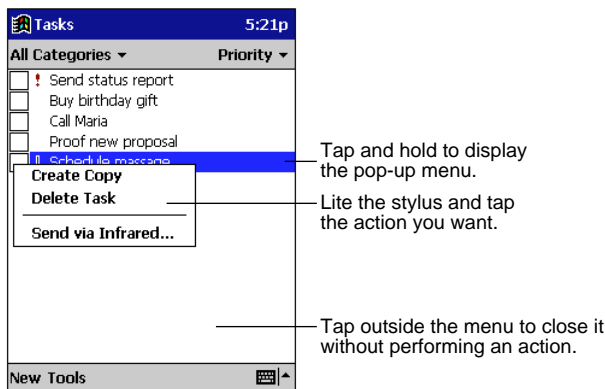 Tasks 5:21p
All Categories Priority
! Send status report
Buy birthday gift
Call Maria
Proof new proposal
Schedule massage
Create Copy
Delete Task
Send via Infrared...
New Tools
Tap and hold to display
the pop-up menu.
Lite the stylus and tap
the action you want.
Tap outside the menu to close it
without performing an action.